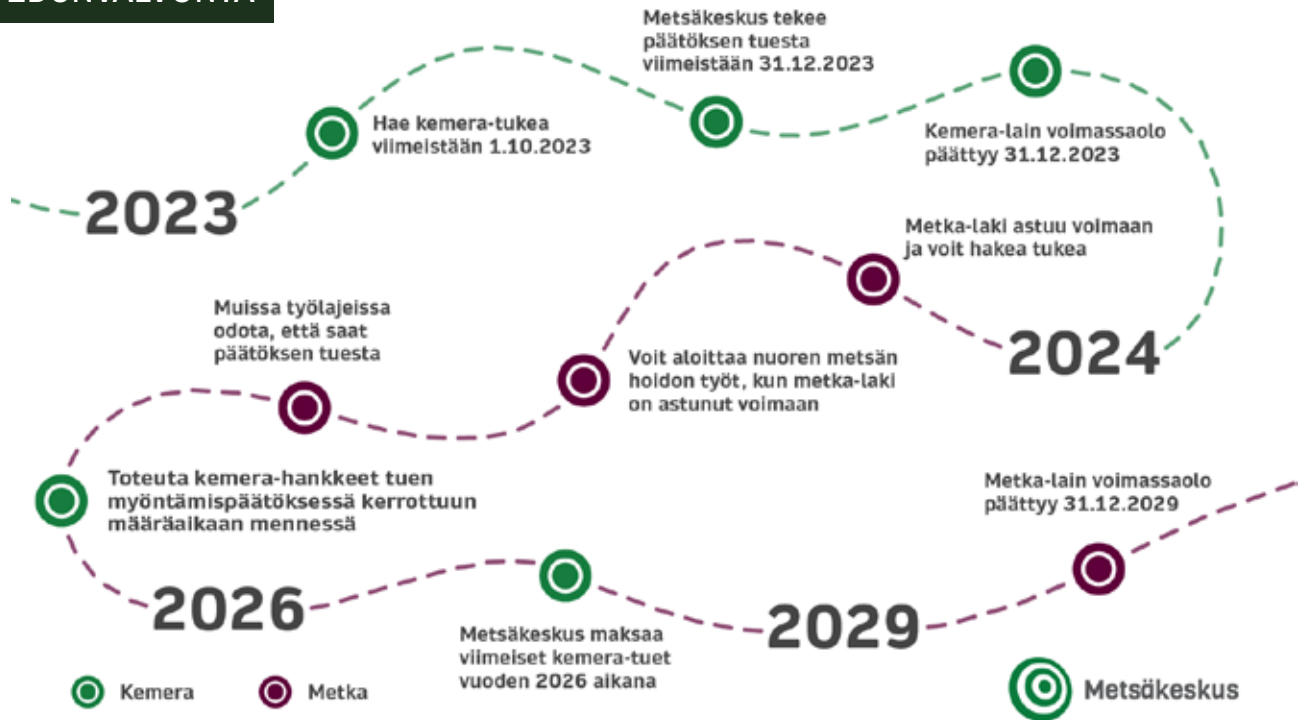 Metsäkeskus tekee
päätöksen tuesta
viimeistään 31.12.2023
Hae kemera-tukea
viimeistään 1.10.2023
Kemera-lain voimassaolo
päättyy 31.12.2023
2023
Metka-laki astuu voimaan
ja voit hakea tukea
2024
Voit aloittaa nuoren metsän
hoidon työt, kun metka-laki
on astunut voimaan
Muissa työlajeissa
odota, että saat
päätöksen tuesta
Toteuta kemera-hankkeet tuen
myöntämispäätöksessä kerrottuun
määräaikaan mennessä
2026
Metsäkeskus maksaa
viimeiset kemera-tuet
vuoden 2026 aikana
2029
Metka-lain voimassaolo
päättyy 31.12.2029
Kemera
Metka
Metsäkeskus